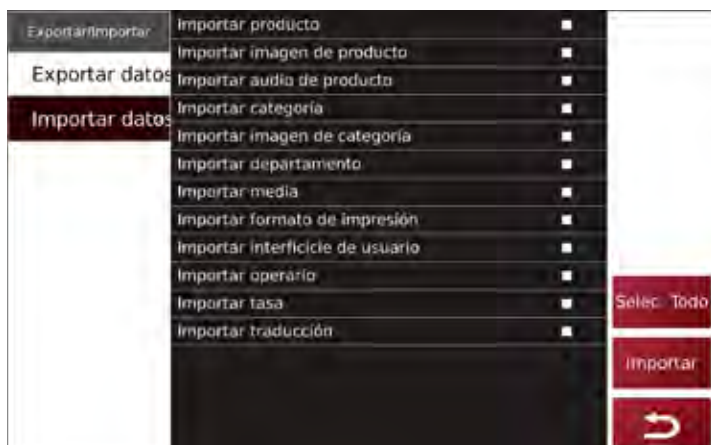 Exportar/Importar
Exportar datos
Importar datos
Importar producto
Importar imagen de producto
Importar audio de producto
Importar categoría
Importar imagen de categoría
Importar departamento
Importar media
Importar formato de impresión
Importar interficicie de usuario
Importar operario
Importar tasa
Importar traducción
Selec. Todo
Importar